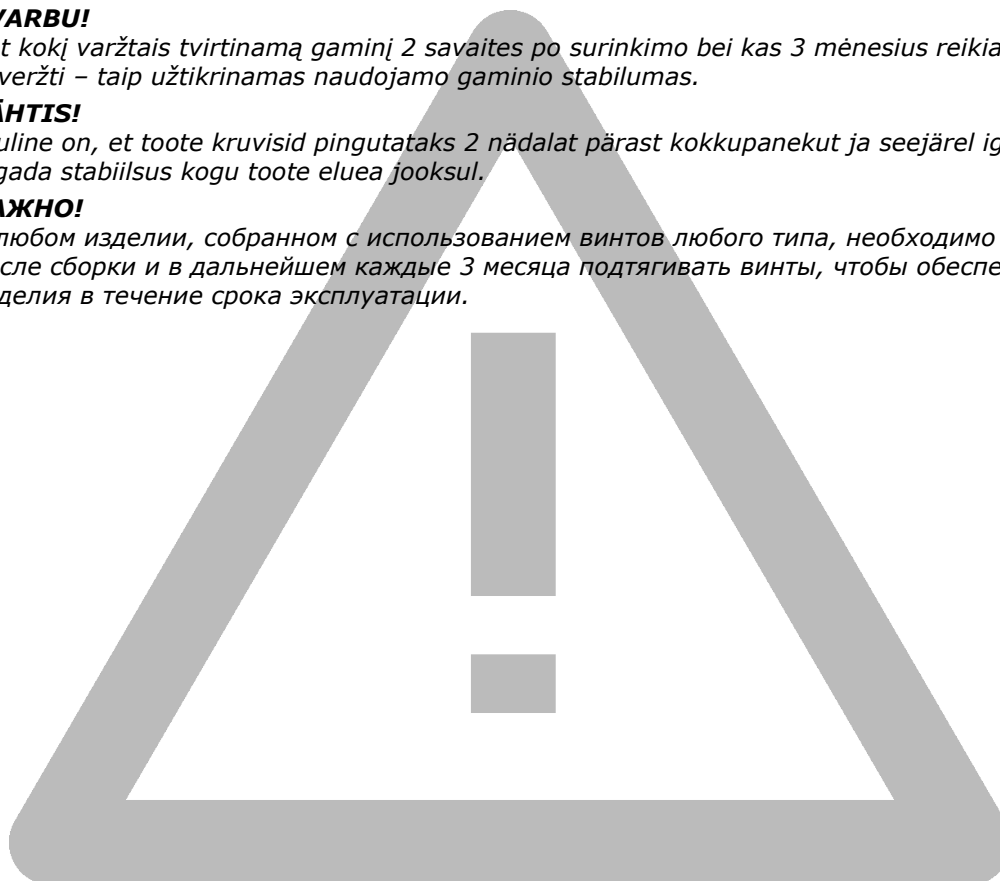 VARBU!
t kokį varžtais tvirtinamą gaminį 2 savaites po surinkimo bei kas 3 mėnesius reikia
veržti – taip užtikrinamas naudojamo gaminio stabilumas.
ÄHTIS!
uline on, et toote kruvisid pingutataks 2 nädalat pärast kokkupanekut ja seejärel ig
gada stabiilsus kogu toote eluea jooksul.
АЖНО!
любом изделии, собранном с использованием винтов любого типа, необходимо
сле сборки и в дальнейшем каждые 3 месяца подтягивать винты, чтобы обеспе
делия в течение срока эксплуатации.